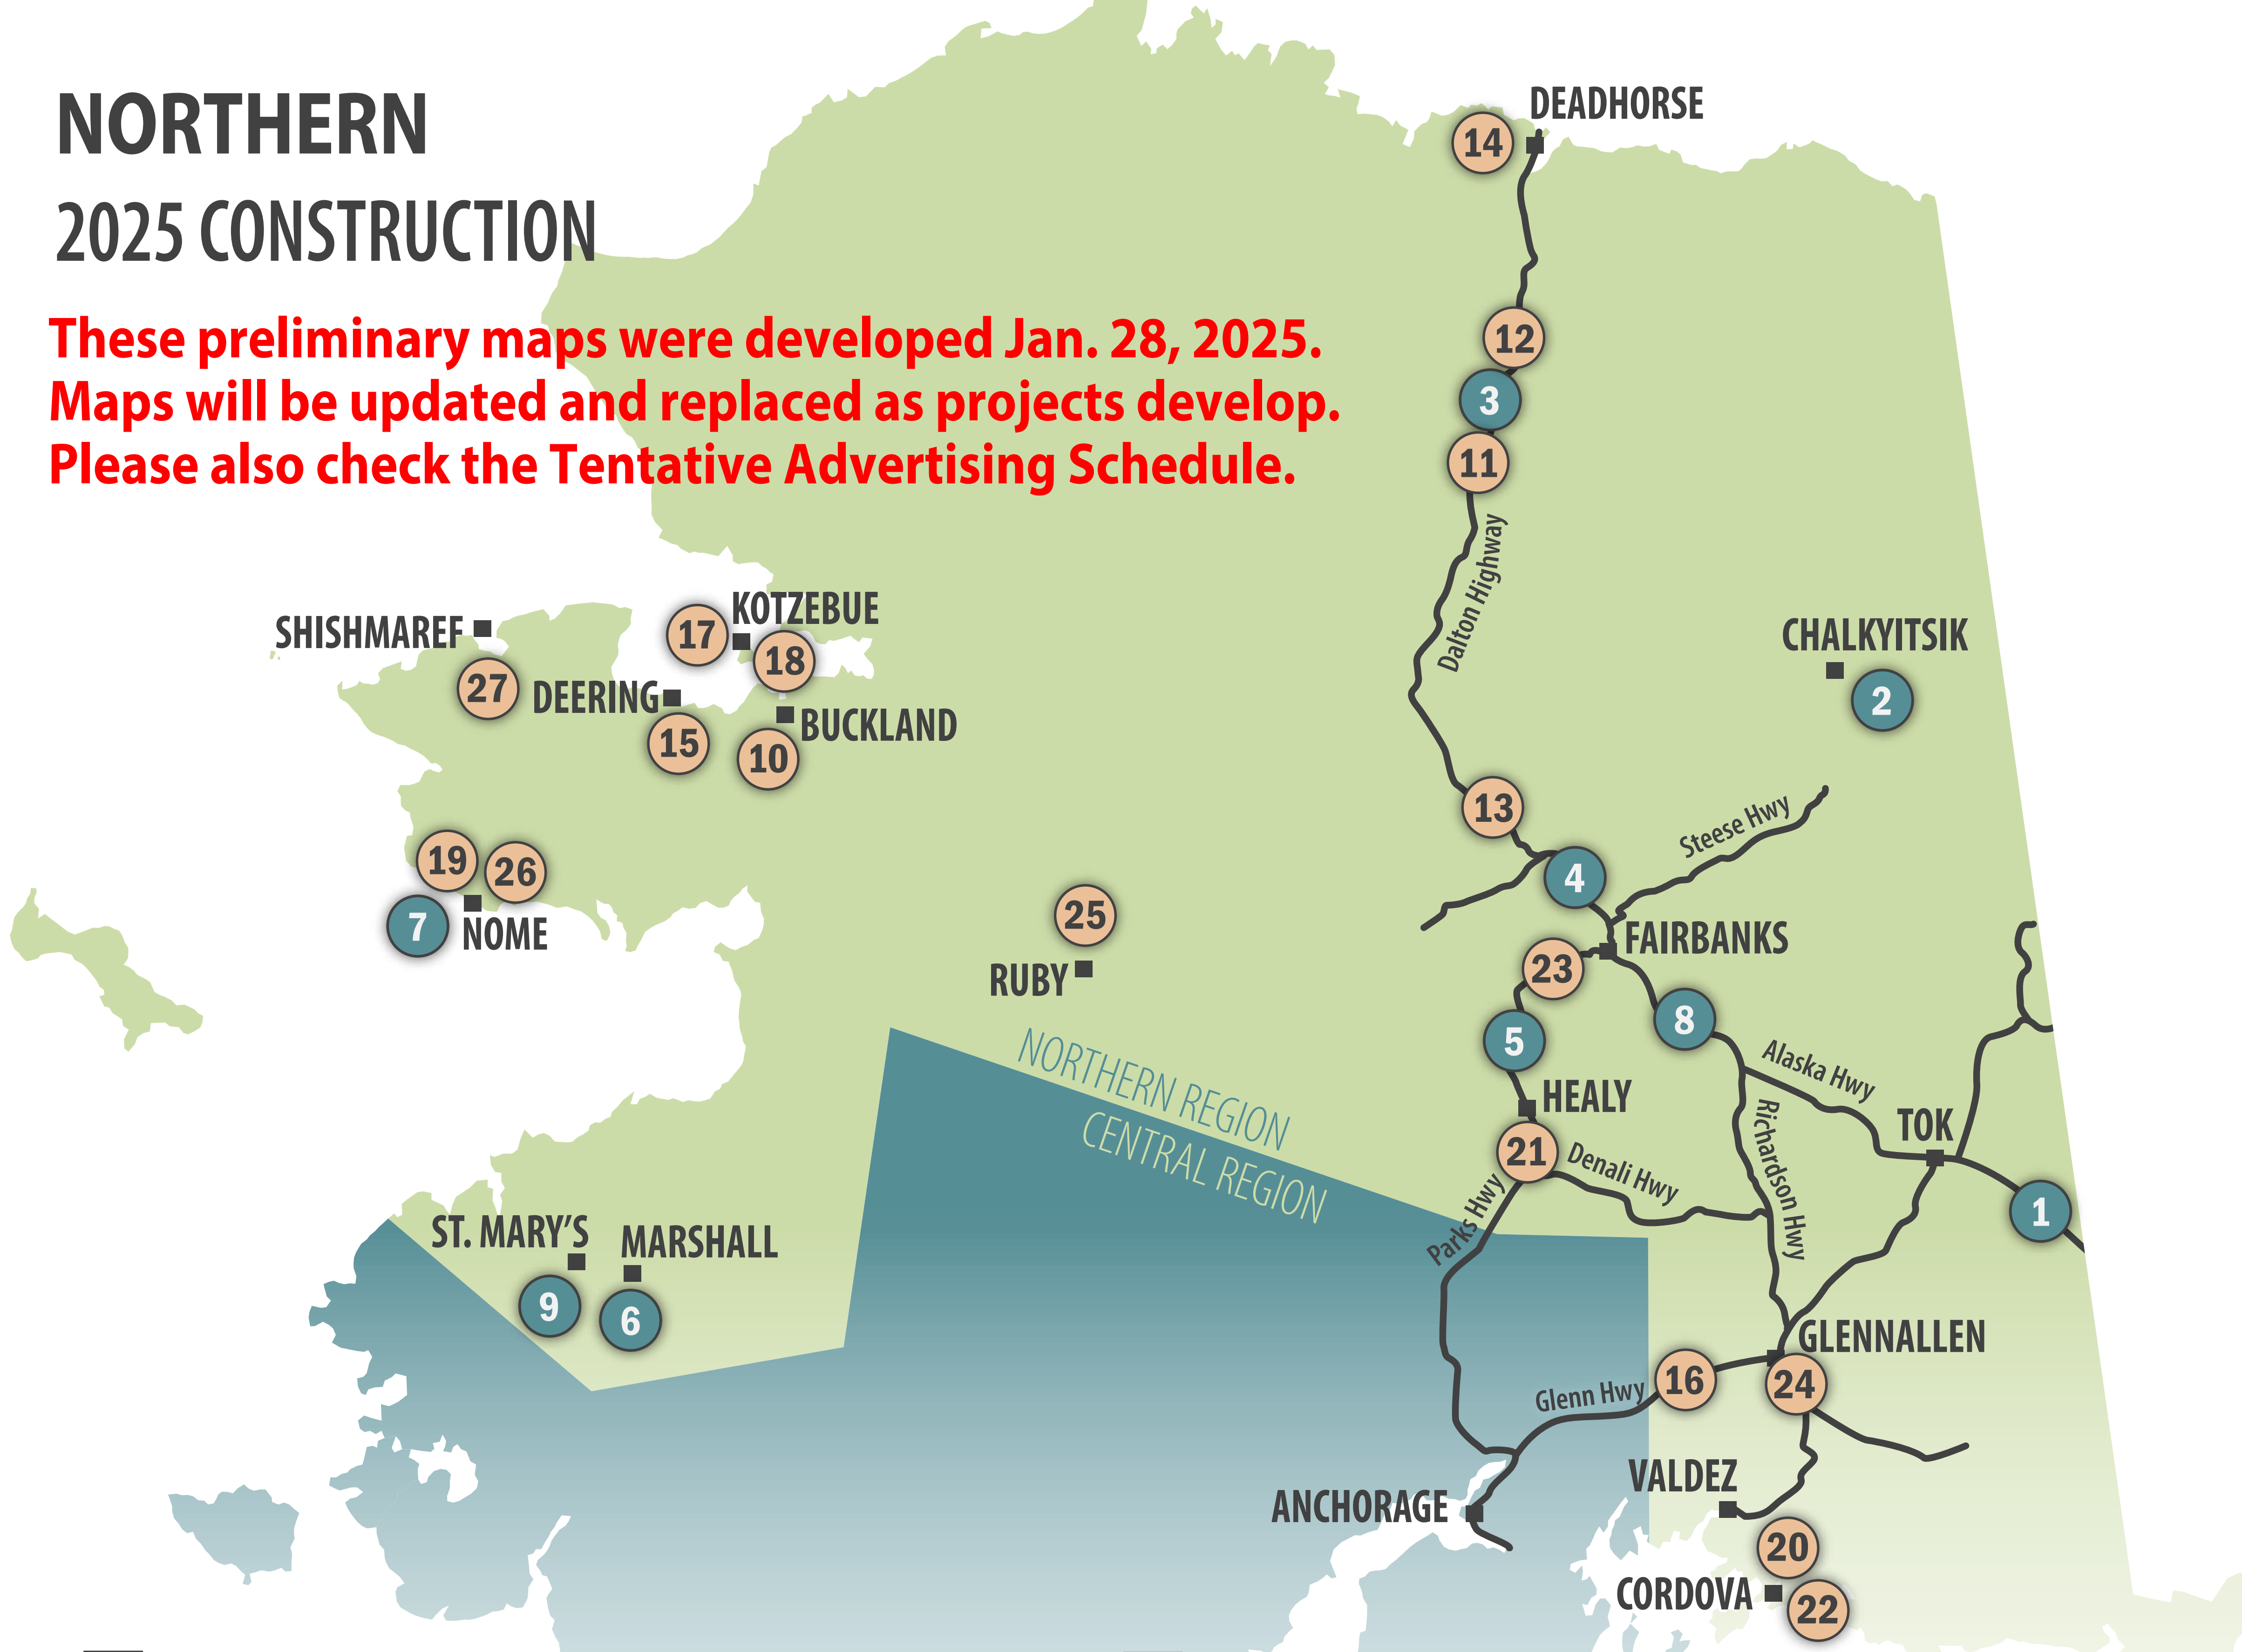 NORTHERN
2025 CONSTRUCTION
These preliminary maps were developed Jan. 28, 2025.
Maps will be updated and replaced as projects develop.
Please also check the Tentative Advertising Schedule.
DEADHORSE
14
12
3
11
Dalton Highway
KOTZEBUE
17
18
SHISHMAREF
27
DEERING
15
BUCKLAND
10
CHALKYITSIK
2
13
Steese Hwy
4
19
26
7
NOME
25
RUBY
FAIRBANKS
23
8
5
NORTHERN REGION
CENTRAL REGION
HEALY
21
Alaska Hwy
Richardson Hwy
TOK
Denali Hwy
Parks Hwy
1
ST. MARY'S
9
MARSHALL
6
GLENNALLEN
16
24
Glenn Hwy
VALDEZ
ANCHORAGE
20
CORDOVA
22